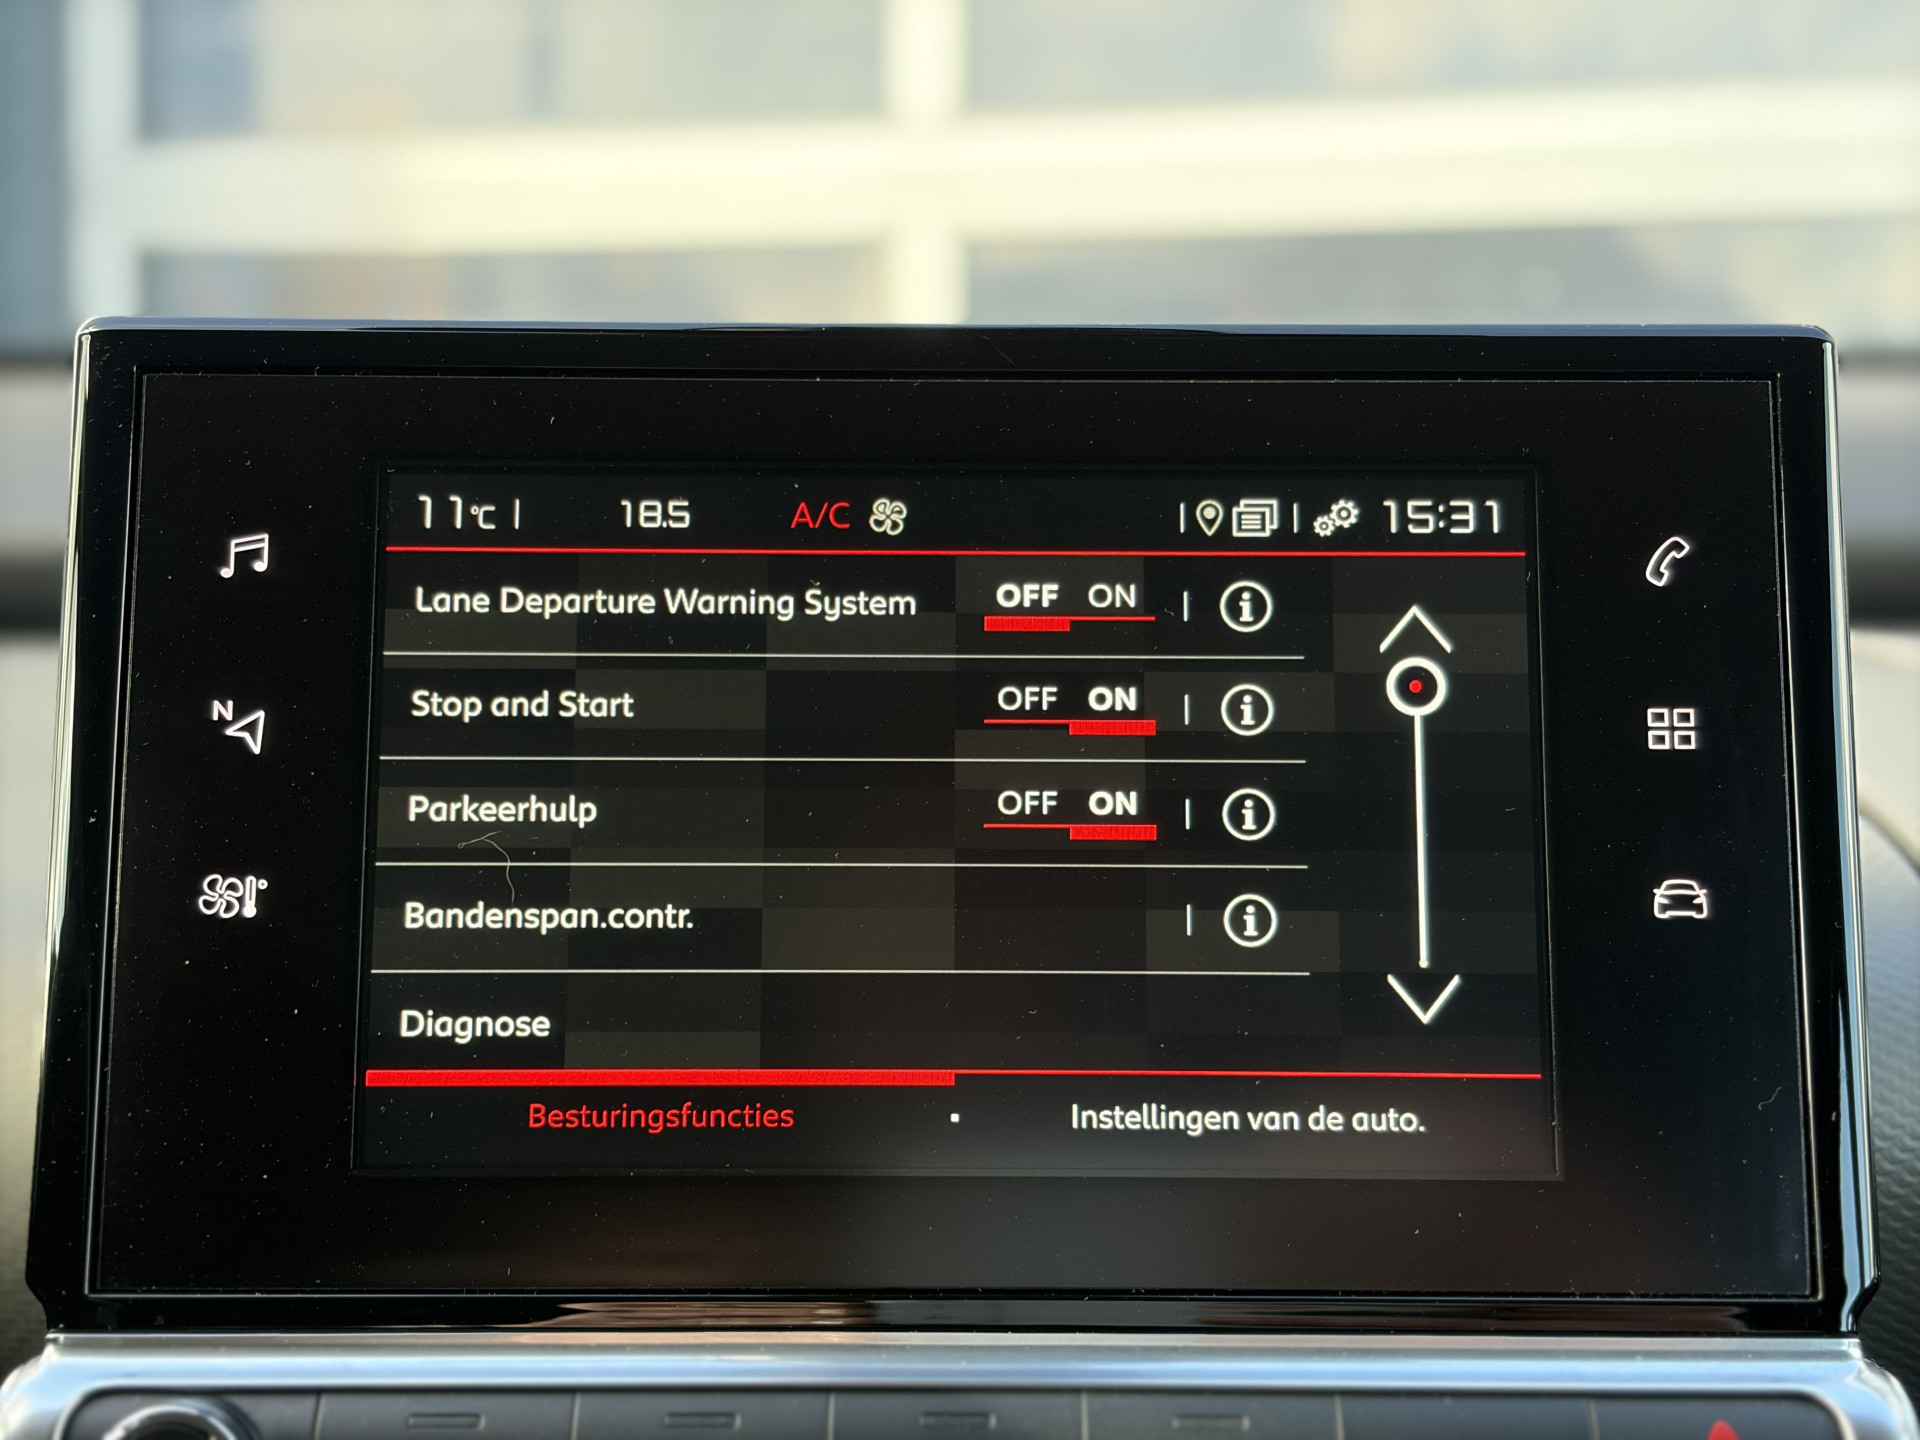 11°C | 18.5 A/C 15:31
Lane Departure Warning System OFF ON
Stop and Start OFF ON
N
Parkeerhulp OFF ON
Bandenspan.contr.
Diagnose
Besturingsfuncties Instellingen van de auto.